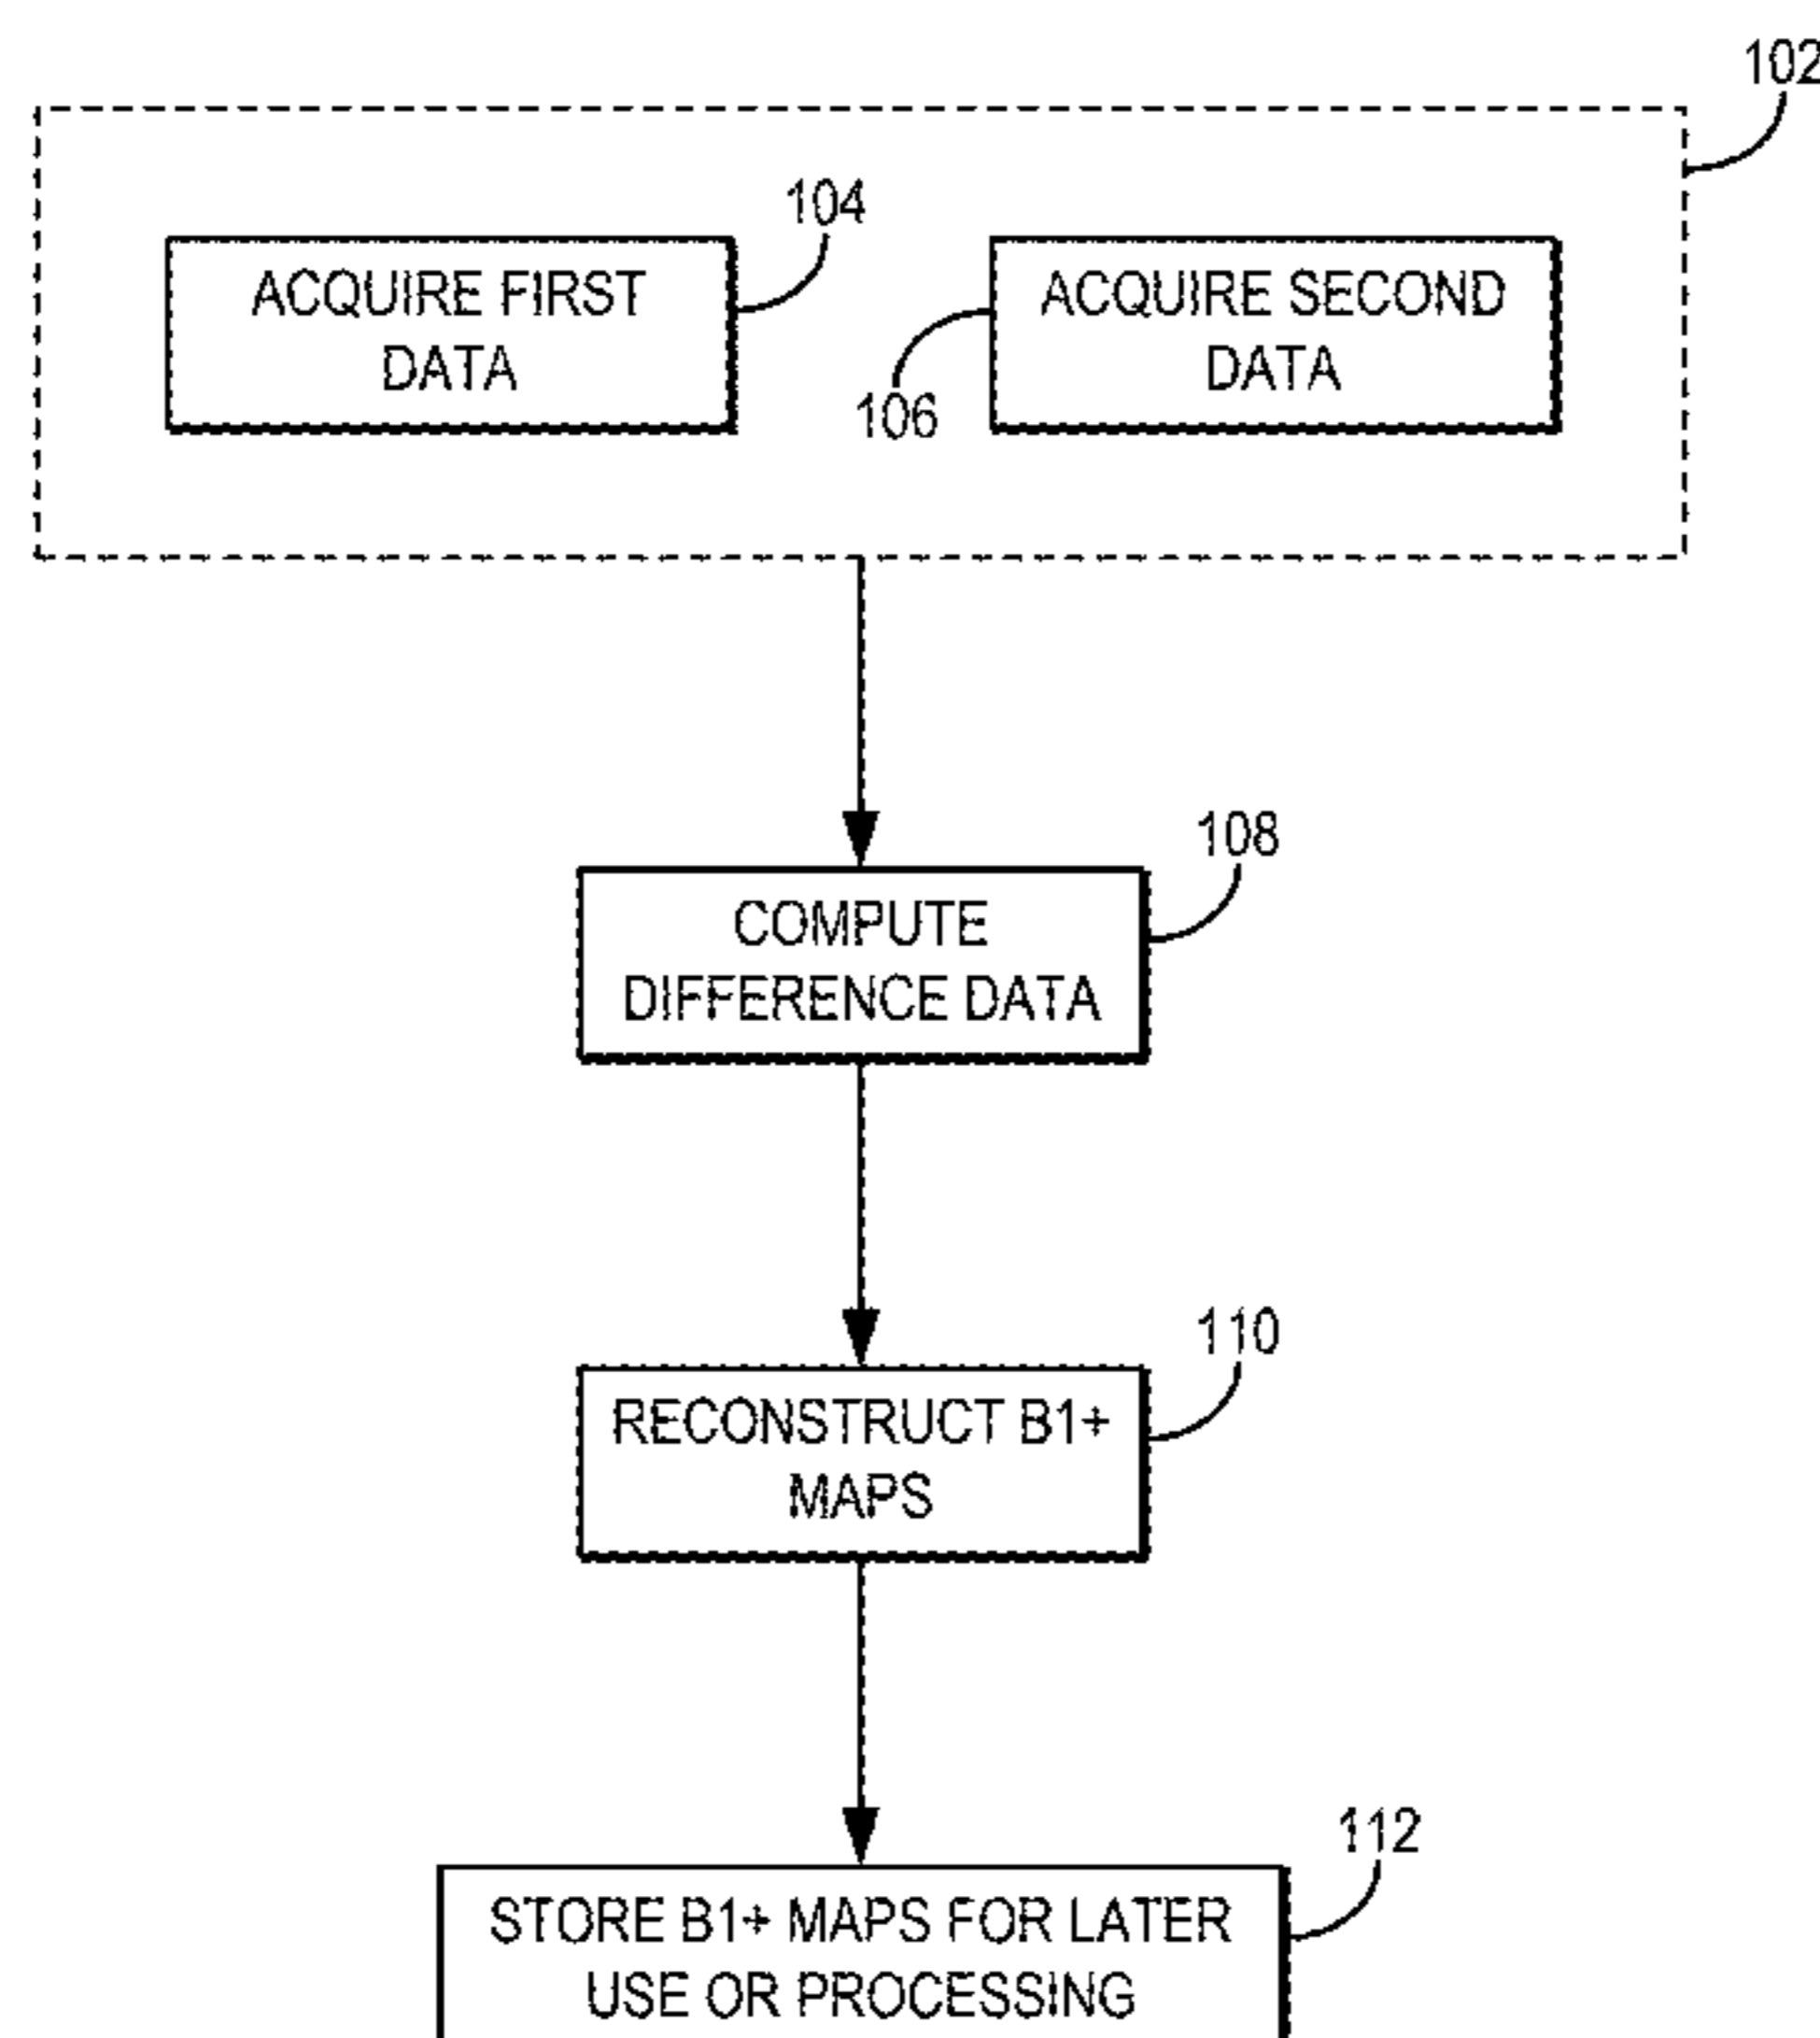 102
104
ACQUIRE FIRST
DATA
106
ACQUIRE SECOND
DATA
108
COMPUTE
DIFFERENCE DATA
110
RECONSTRUCT B1+
MAPS
112
STORE B1+ MAPS FOR LATER
USE OR PROCESSING